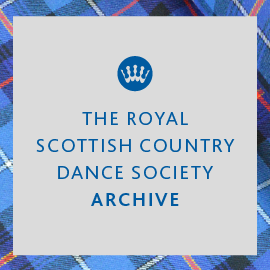 THE ROYAL
SCOTTISH COUNTRY
DANCE SOCIETY
ARCHIVE